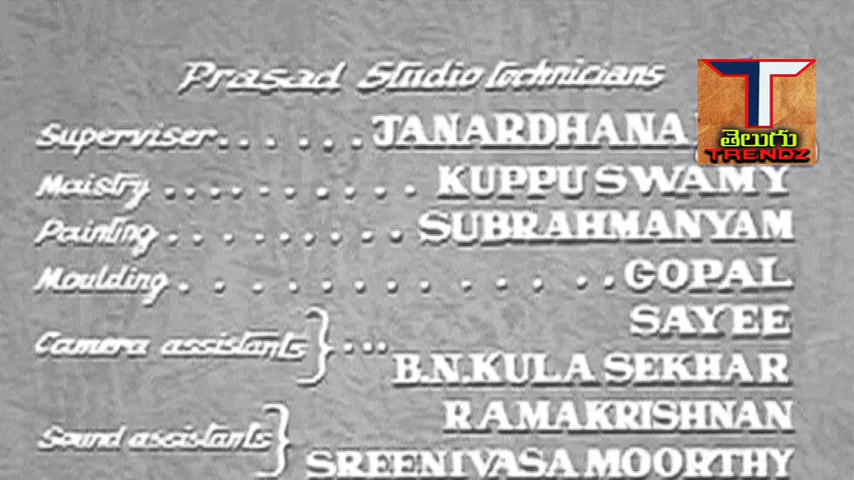 Prasad Studio technicians
Superviser...... JANARDHANA
Maistry .......... KUPPU SWAMY
Painting ......... SUBRAHMANYAM
Moulding ............ GOPAL
SAYEE
Camera assistants } ...
B.N.KULA SEKHAR
RAMAKRISHNAN
Sound assistants }
SREENIVASA MOORTHY
తెలుగు
TRENDZ